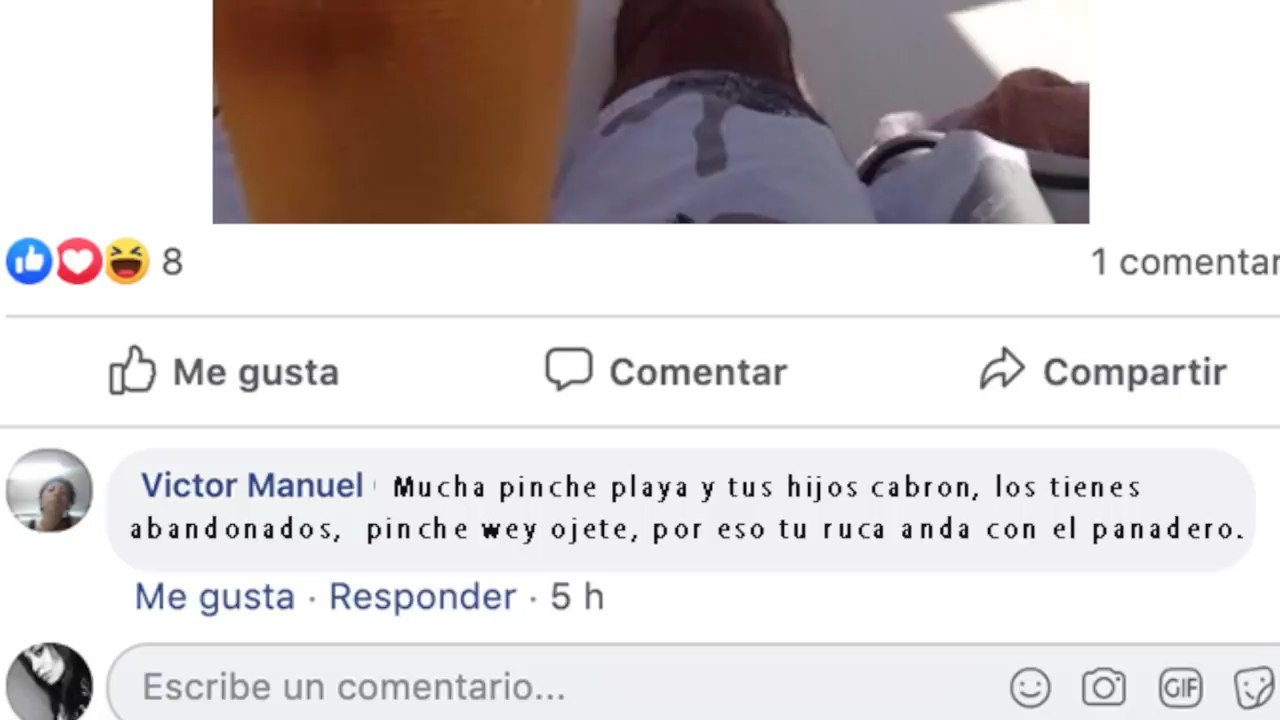 8
1 comentar
Me gusta
Comentar
Compartir
Victor Manuel Mucha pinche playa y tus hijos cabron, los tienes
abandonados, pinche wey ojete, por eso tu ruca anda con el panadero.
Me gusta · Responder · 5 h
Escribe un comentario...
GIF